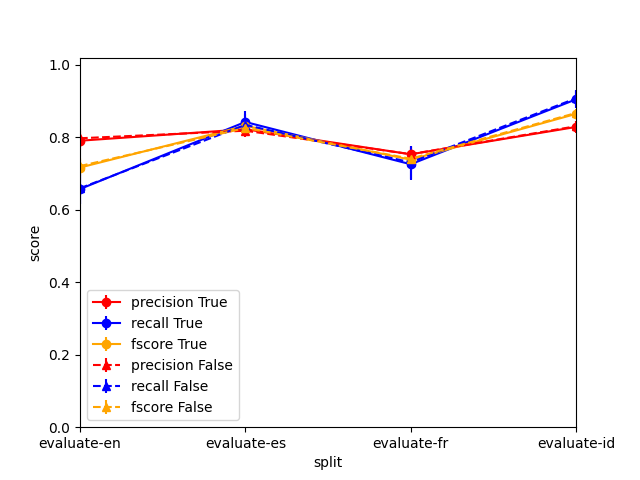 1.0
0.8
0.6
0.4
0.2
0.0
score
precision True
recall True
fscore True
precision False
recall False
fscore False
evaluate-en
evaluate-es
evaluate-fr
evaluate-id
split